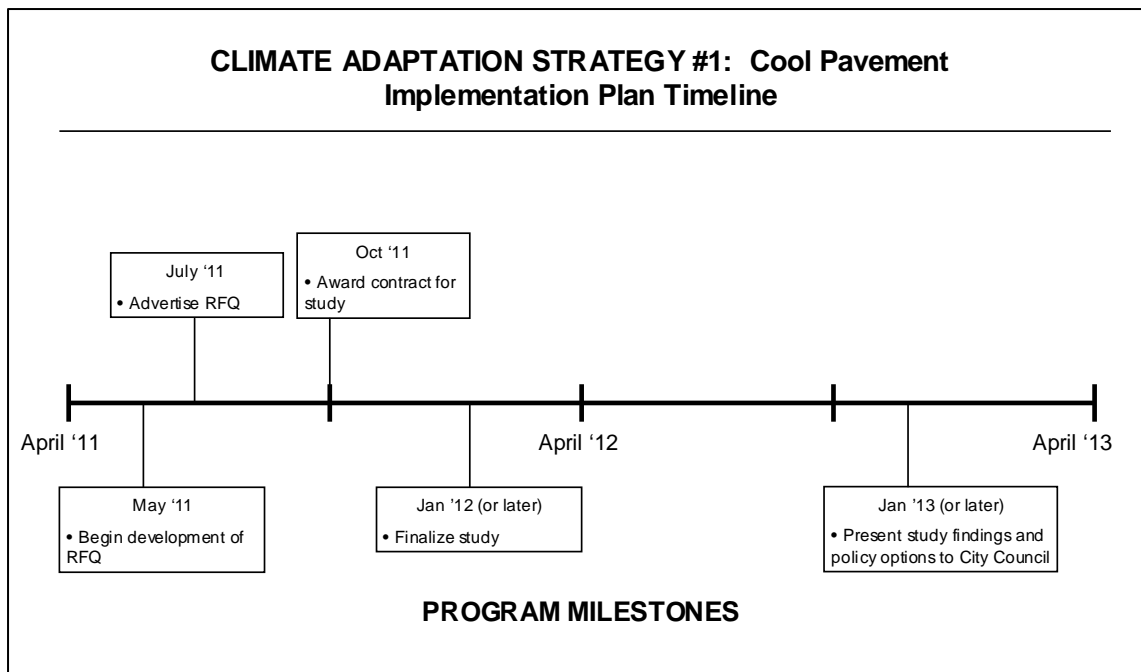 CLIMATE ADAPTATION STRATEGY #1: Cool Pavement
Implementation Plan Timeline
July ‘11
• Advertise RFQ
Oct ‘11
• Award contract for
study
April ‘11
April ‘12
April ‘13
May ‘11
• Begin development of
RFQ
Jan ’12 (or later)
• Finalize study
Jan ’13 (or later)
• Present study findings and
policy options to City Council
PROGRAM MILESTONES